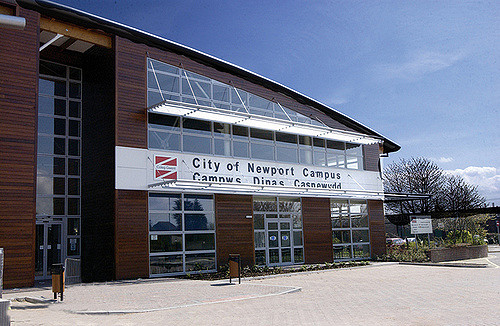 City of Newport Campus
Campws Dinas Casnewydd